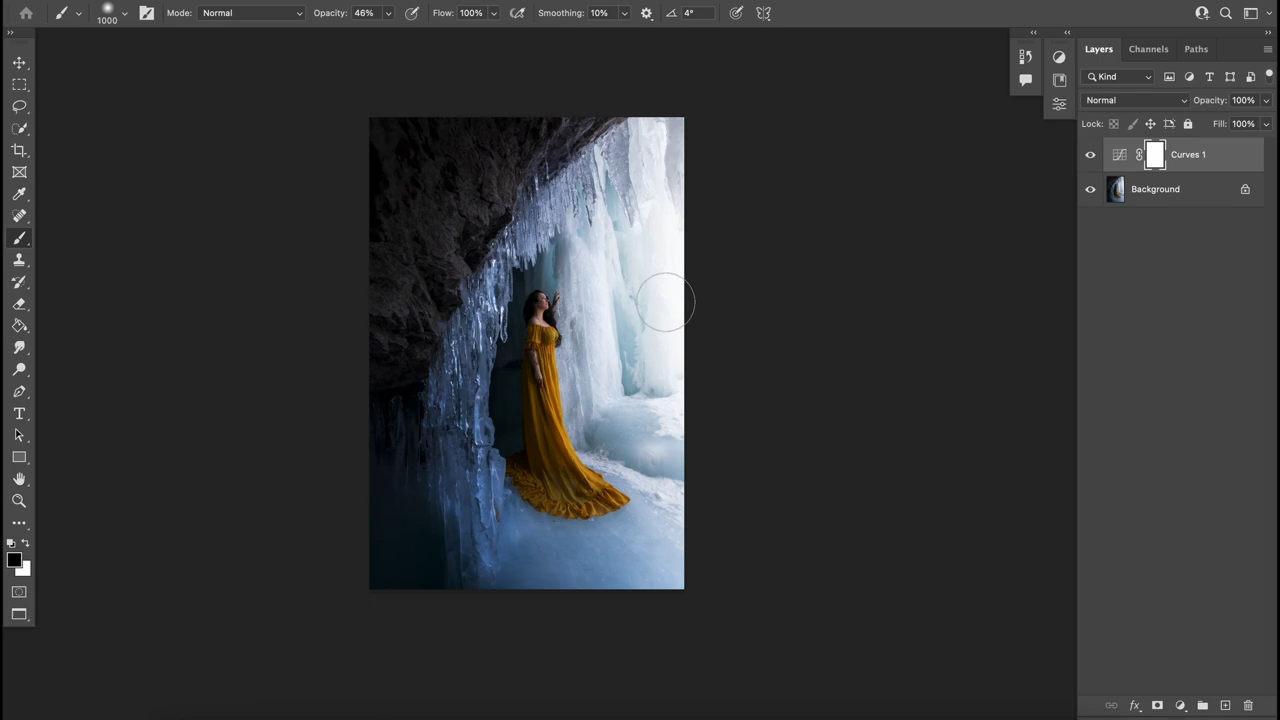 1000 Mode: Normal Opacity: 46% Flow: 100% Smoothing: 10% 4°
Layers Channels Paths
Kind
Normal Opacity: 100%
Lock: Fill: 100%
Curves 1
Background